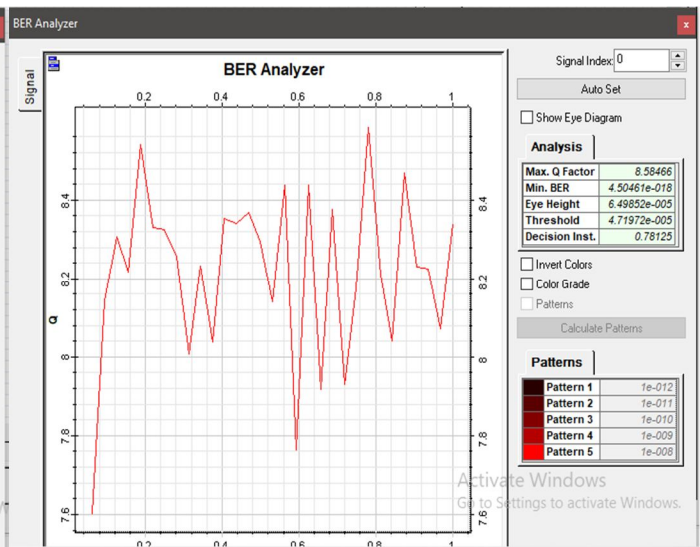 BER Analyzer
x
Signal
BER Analyzer
0.2 0.4 0.6 0.8 1
8.4
8.2
8
7.8
7.6
Q
8.4
8.2
8
7.8
7.6
0.2 0.4 0.6 0.8 1
Signal Index: 0
Auto Set
Show Eye Diagram
Analysis
Max. Q Factor 8.58466
Min. BER 4.50461e-018
Eye Height 6.49852e-005
Threshold 4.71972e-005
Decision Inst. 0.78125
Invert Colors
Color Grade
Patterns
Calculate Patterns
Patterns
Pattern 1 1e-012
Pattern 2 1e-011
Pattern 3 1e-010
Pattern 4 1e-009
Pattern 5 1e-008
Activate Windows
Go to Settings to activate Windows.